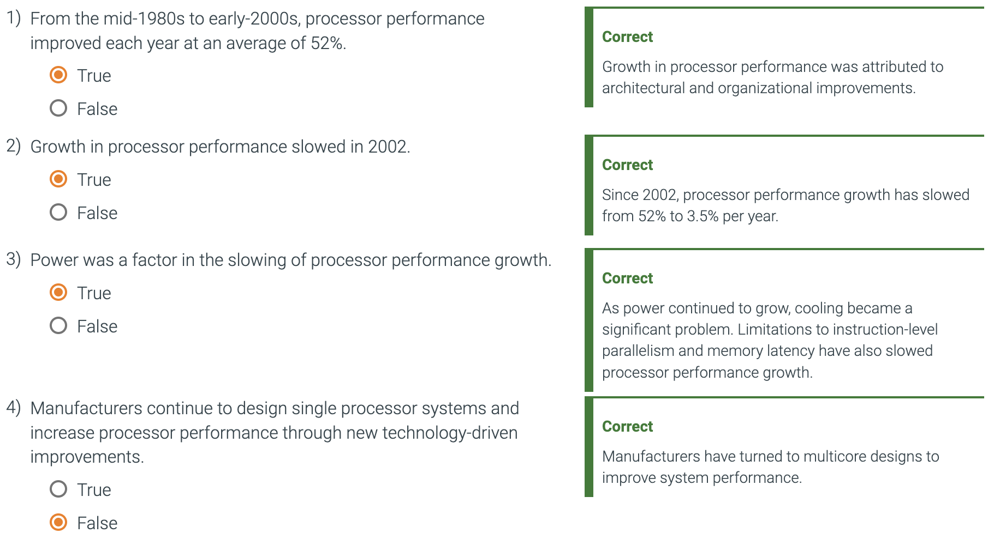 1) From the mid-1980s to early-2000s, processor performance
improved each year at an average of 52%.
True
False
Correct
Growth in processor performance was attributed to
architectural and organizational improvements.
2) Growth in processor performance slowed in 2002.
True
False
Correct
Since 2002, processor performance growth has slowed
from 52% to 3.5% per year.
3) Power was a factor in the slowing of processor performance growth.
True
False
Correct
As power continued to grow, cooling became a
significant problem. Limitations to instruction-level
parallelism and memory latency have also slowed
processor performance growth.
4) Manufacturers continue to design single processor systems and
increase processor performance through new technology-driven
improvements.
True
False
Correct
Manufacturers have turned to multicore designs to
improve system performance.